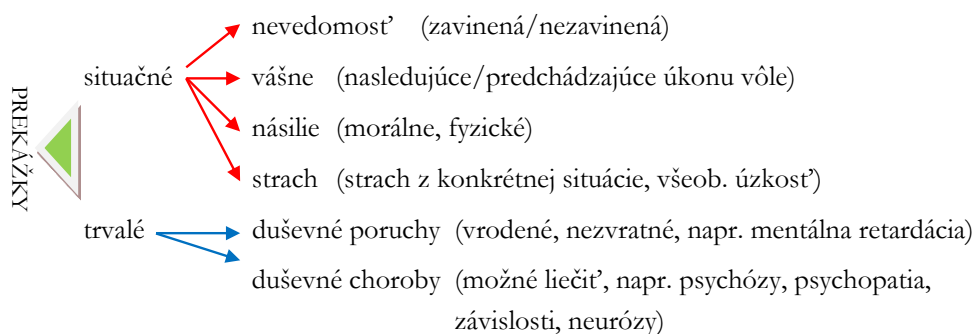 PREKÁŽKY
situačné
nevedomosť (zavinená/nezavinená)
vášne (nasledujúce/predchádzajúce úkonu vôle)
násilie (morálne, fyzické)
strach (strach z konkrétnej situácie, všeob. úzkosť)
trvalé
duševné poruchy (vrodené, nezvratné, napr. mentálna retardácia)
duševné choroby (možné liečiť, napr. psychózy, psychopatia,
závislosti, neurózy)